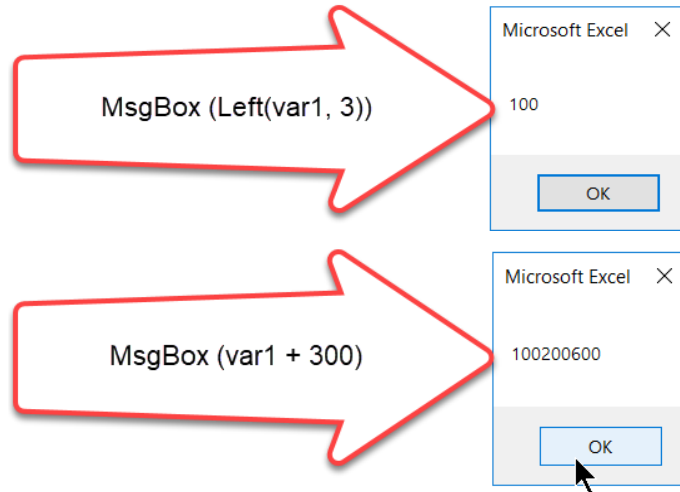 Microsoft Excel
MsgBox (Left(var1, 3))
100
OK
Microsoft Excel
MsgBox (var1 + 300)
100200600
OK